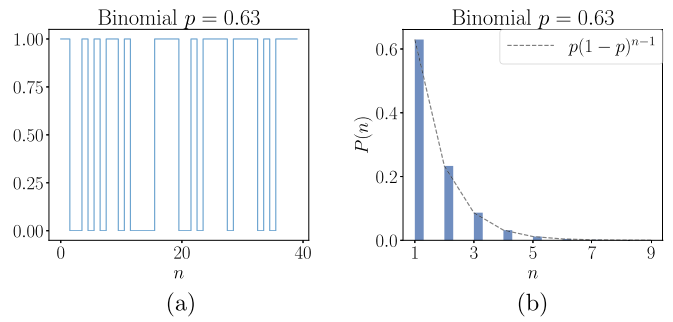 Binomial p = 0.63
1.00
0.75
0.50
0.25
0.00
0 20 40
n
(a)
Binomial p = 0.63
p(1 − p)ⁿ⁻¹
0.6
0.4
0.2
0.0
P(n)
1 3 5 7 9
n
(b)